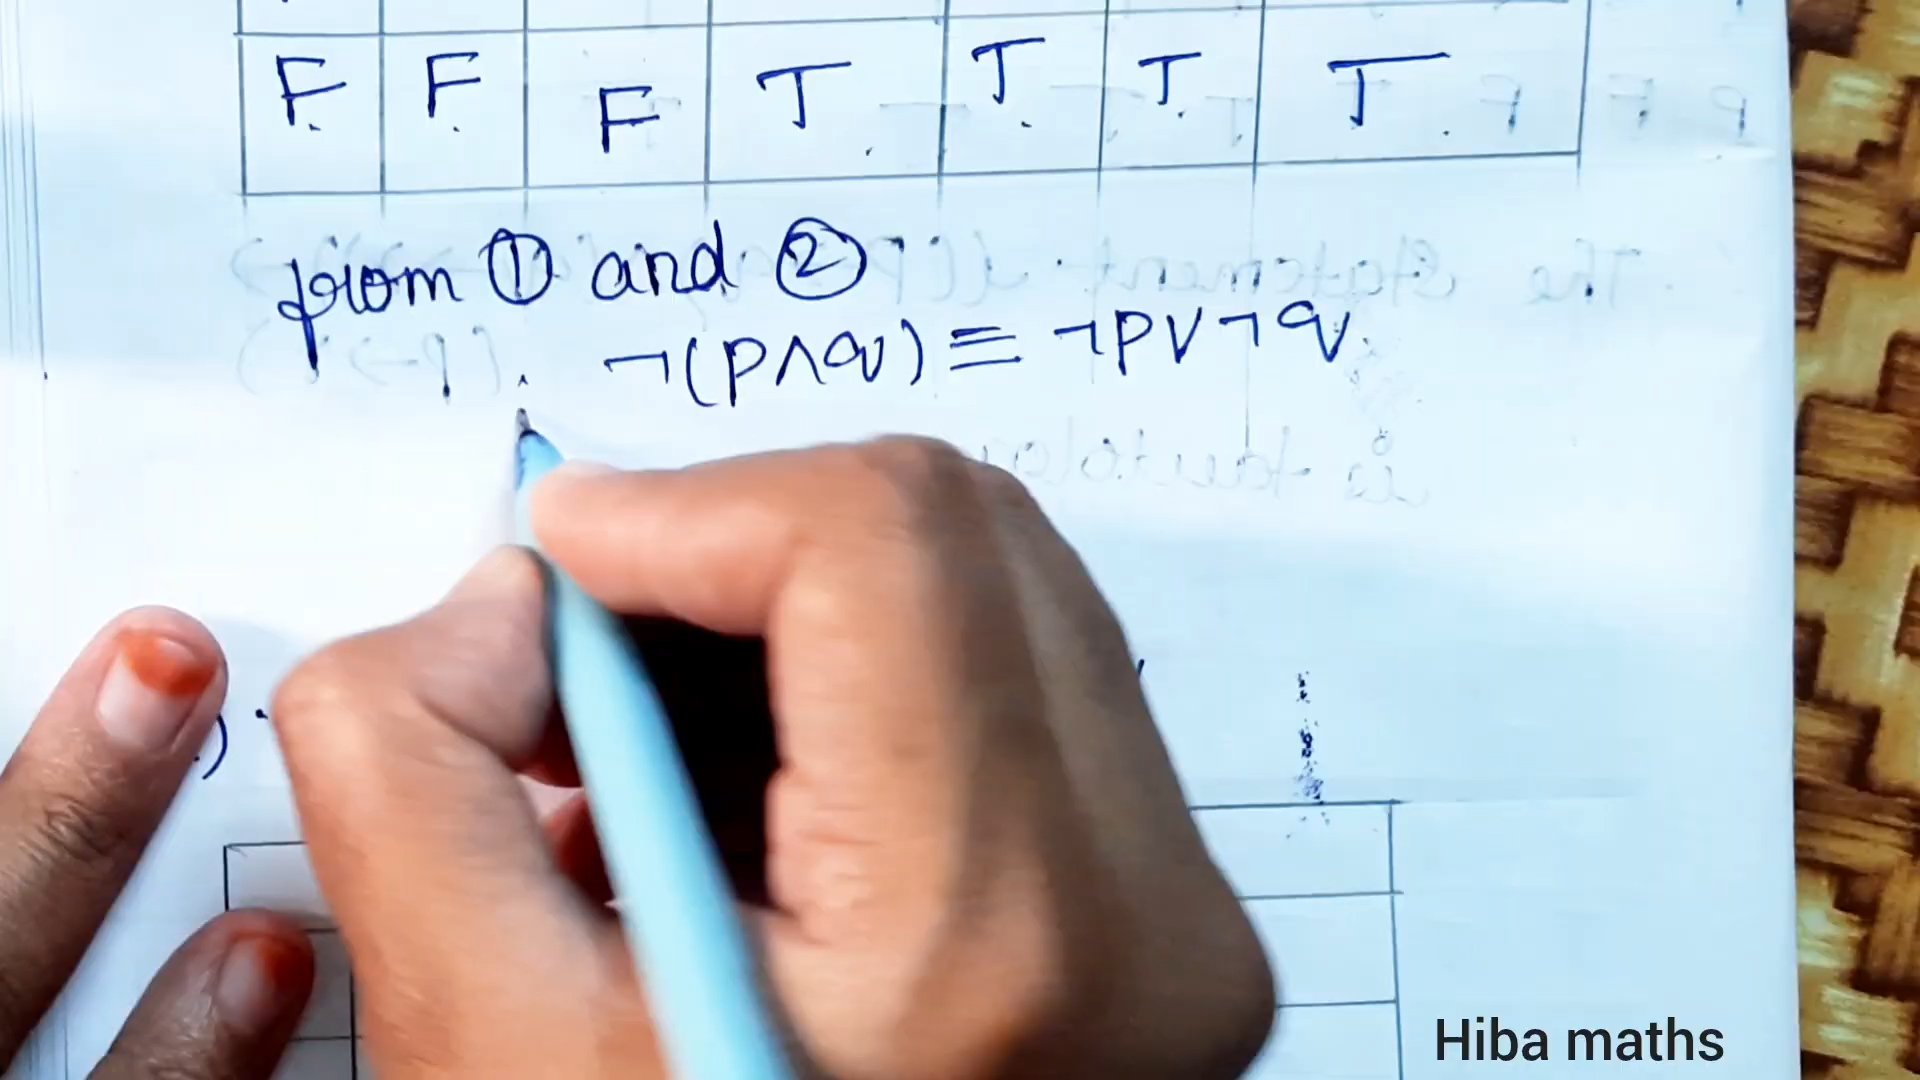 F F F T T T T
from ① and ②
¬(p∧q) ≡ ¬p∨¬q.
Hiba maths